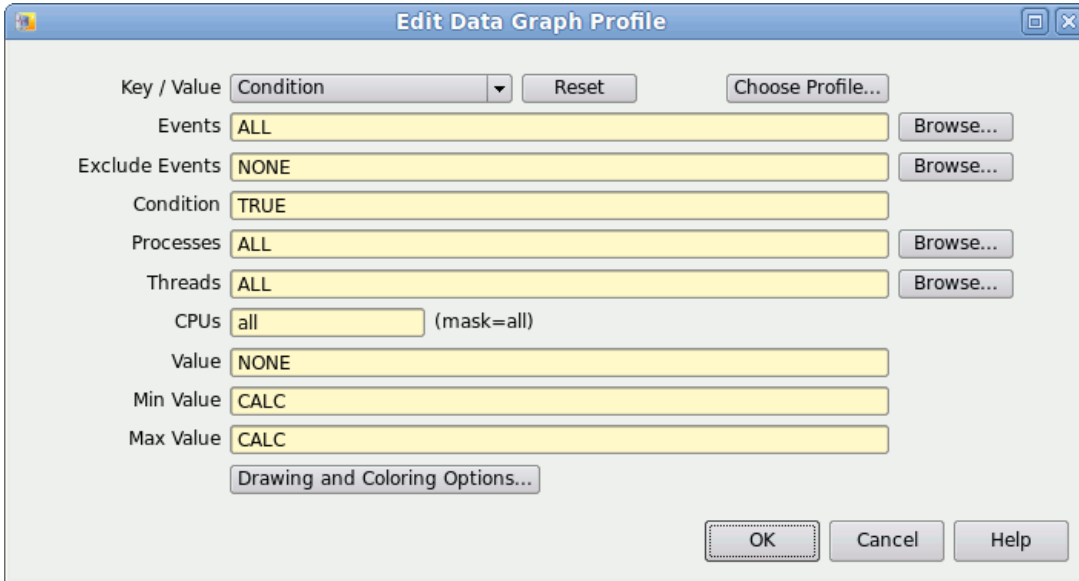 Edit Data Graph Profile
Key / Value Condition Reset Choose Profile...
Events ALL Browse...
Exclude Events NONE Browse...
Condition TRUE
Processes ALL Browse...
Threads ALL Browse...
CPUs all (mask=all)
Value NONE
Min Value CALC
Max Value CALC
Drawing and Coloring Options...
OK Cancel Help